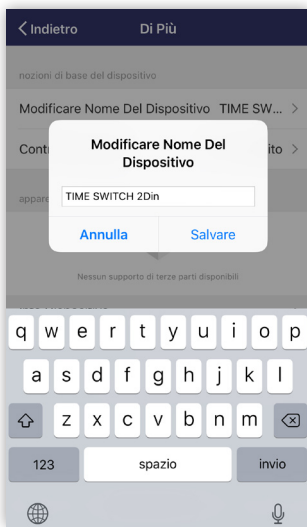 Indietro Di Più
nozioni di base del dispositivo
Modificare Nome Del Dispositivo TIME SW... >
Cont ito >
Modificare Nome Del
Dispositivo
appare
TIME SWITCH 2Din
Annulla Salvare
Nessun supporto di terze parti disponibili
q w e r t y u i o p
a s d f g h j k l
z x c v b n m
123 spazio invio